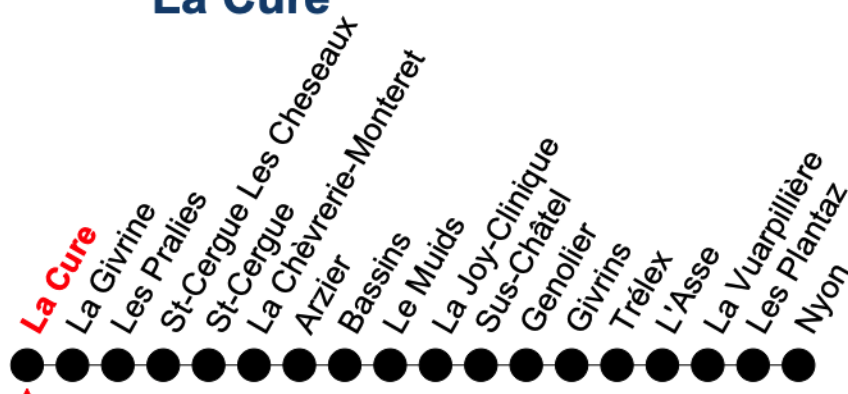 La Cure
La Cure
La Givrine
Les Pralies
St-Cergue Les Cheseaux
St-Cergue
La Chèvrerie-Monteret
Arzier
Bassins
Le Muids
La Joy-Clinique
Sus-Châtel
Genolier
Givrins
Trélex
L'Asse
La Vuarpillière
Les Plantaz
Nyon